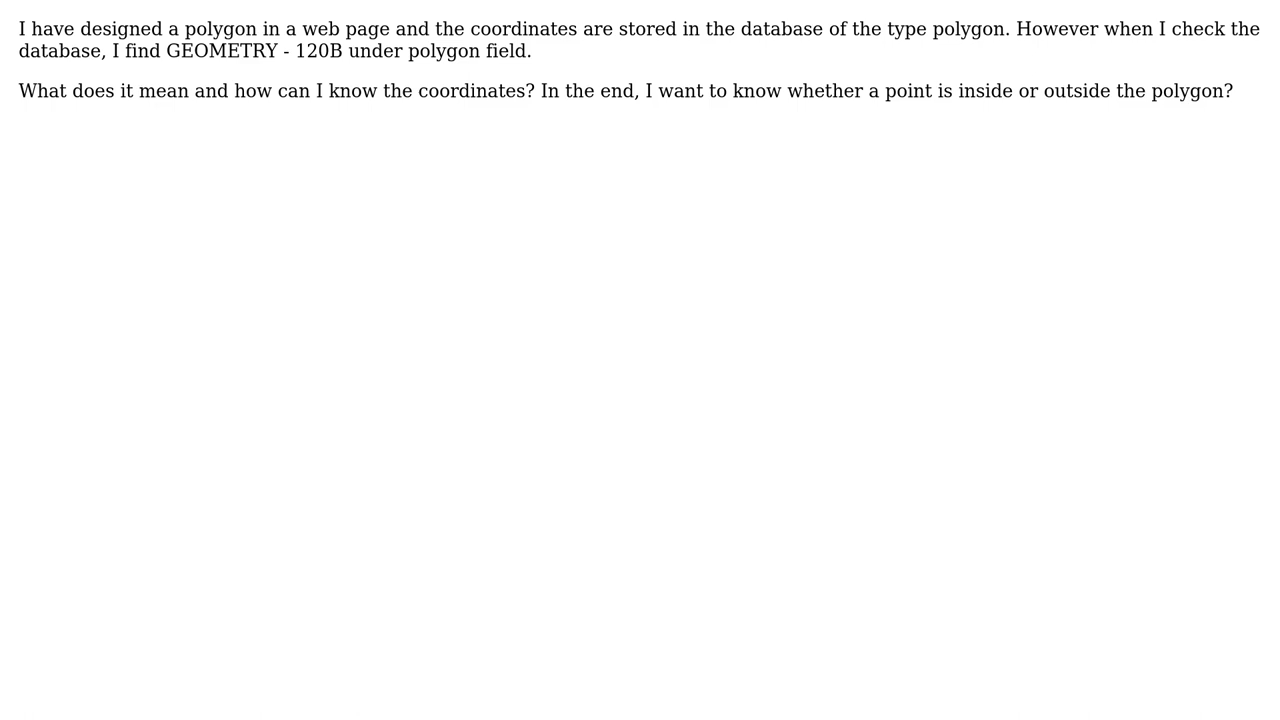 I have designed a polygon in a web page and the coordinates are stored in the database of the type polygon. However when I check the
database, I find GEOMETRY - 120B under polygon field.
What does it mean and how can I know the coordinates? In the end, I want to know whether a point is inside or outside the polygon?